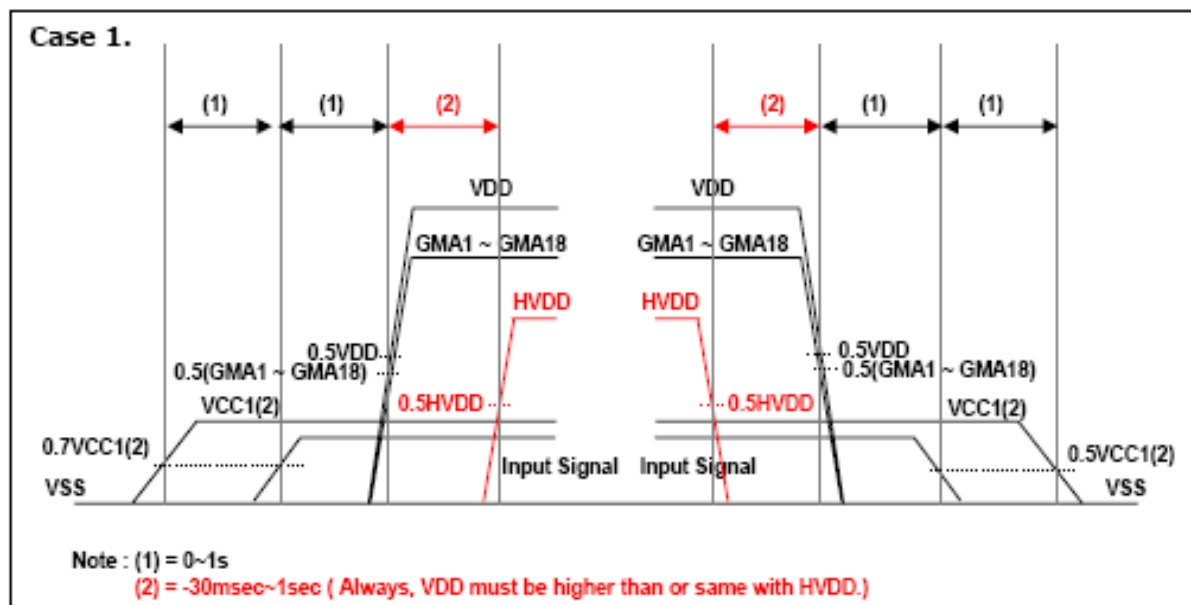 Case 1.
(1) (1) (2) (2) (1) (1)
VDD VDD
GMA1 ~ GMA18 GMA1 ~ GMA18
HVDD HVDD
0.5VDD 0.5VDD
0.5(GMA1 ~ GMA18) 0.5(GMA1 ~ GMA18)
VCC1(2) 0.5HVDD 0.5HVDD VCC1(2)
0.7VCC1(2) Input Signal Input Signal 0.5VCC1(2)
VSS VSS
Note : (1) = 0~1s
(2) = -30msec~1sec ( Always, VDD must be higher than or same with HVDD.)